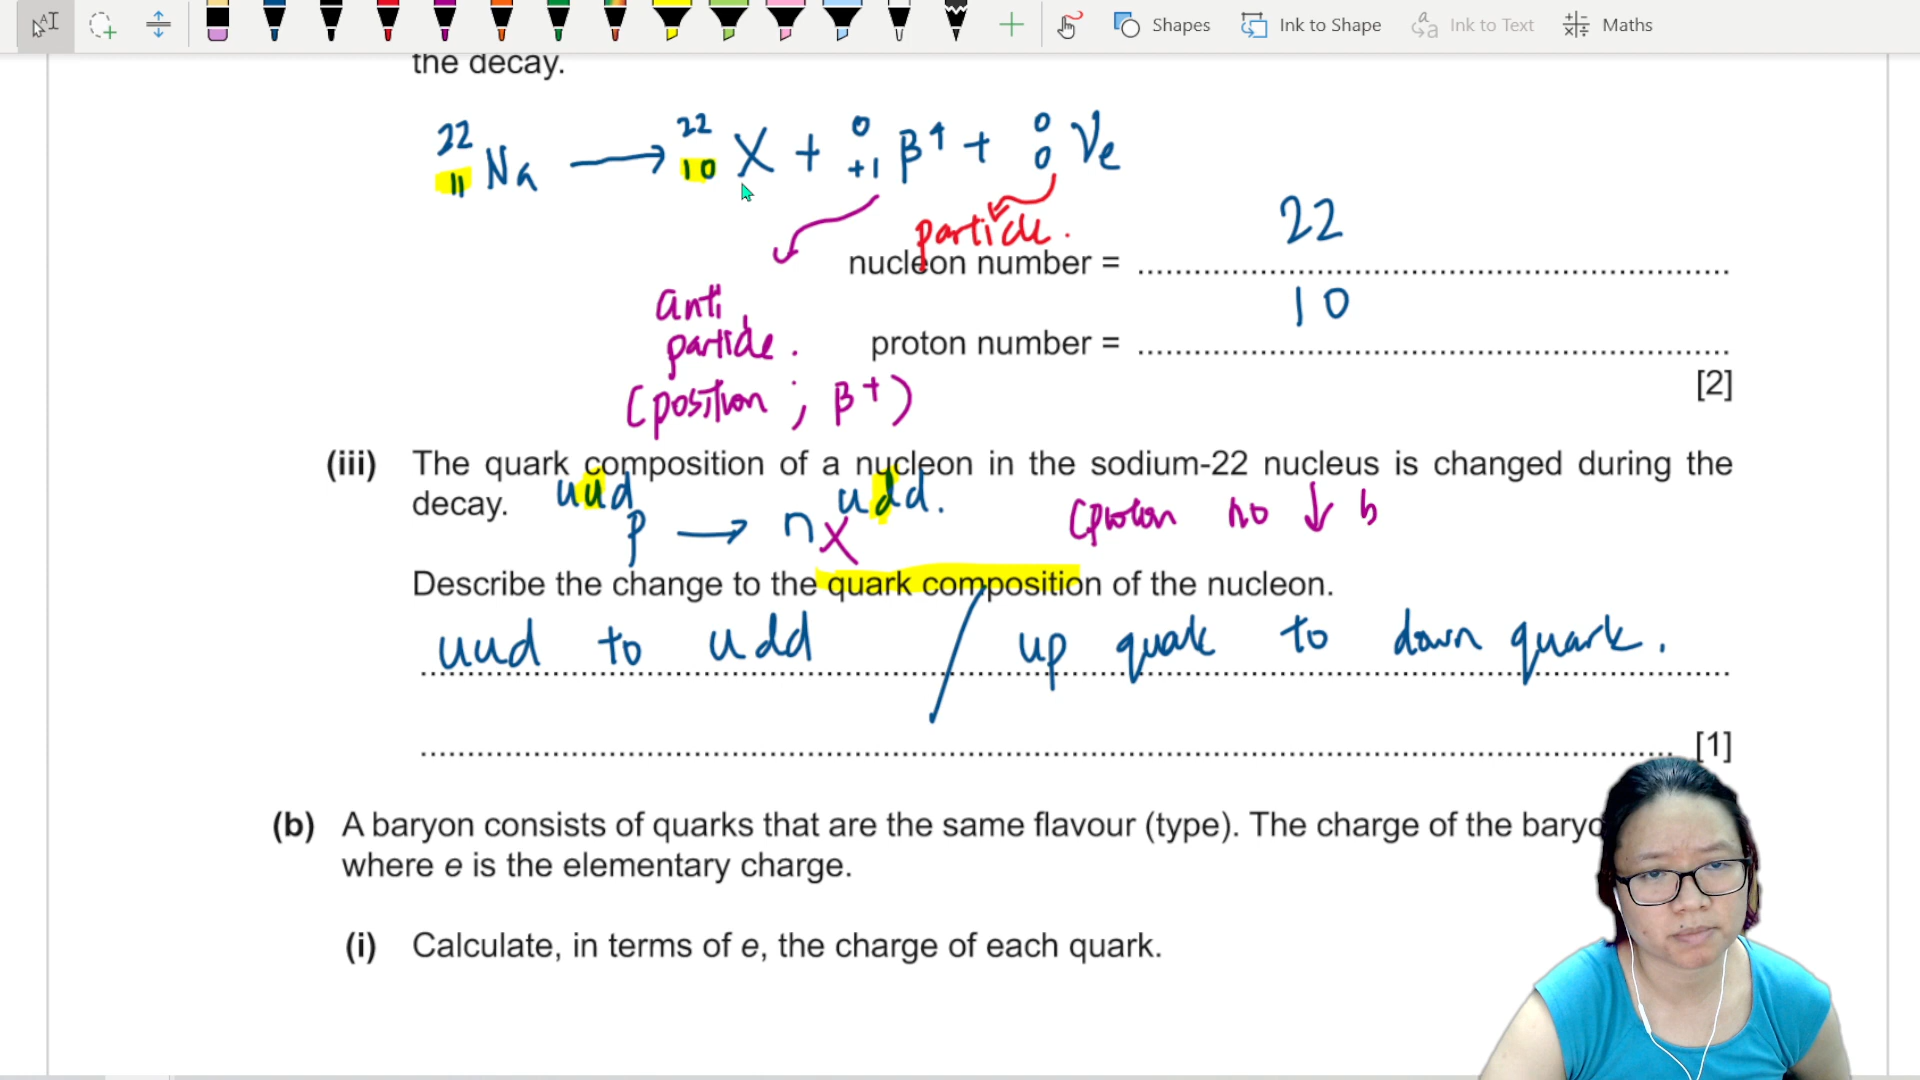 Shapes Ink to Shape Ink to Text Maths
the decay.
22 11 Na → 22 10 X + 0 +1 β+ + 0 0 Ve
particle.
22
nucleon number =
anti
particle.
10
proton number =
[2]
(positron ; β+)
(iii) The quark composition of a nucleon in the sodium-22 nucleus is changed during the
decay.
uud udd.
p → n X (proton no ↓ b
Describe the change to the quark composition of the nucleon.
uud to udd / up quark to down quark.
[1]
(b) A baryon consists of quarks that are the same flavour (type). The charge of the
where e is the elementary charge.
(i) Calculate, in terms of e, the charge of each quark.